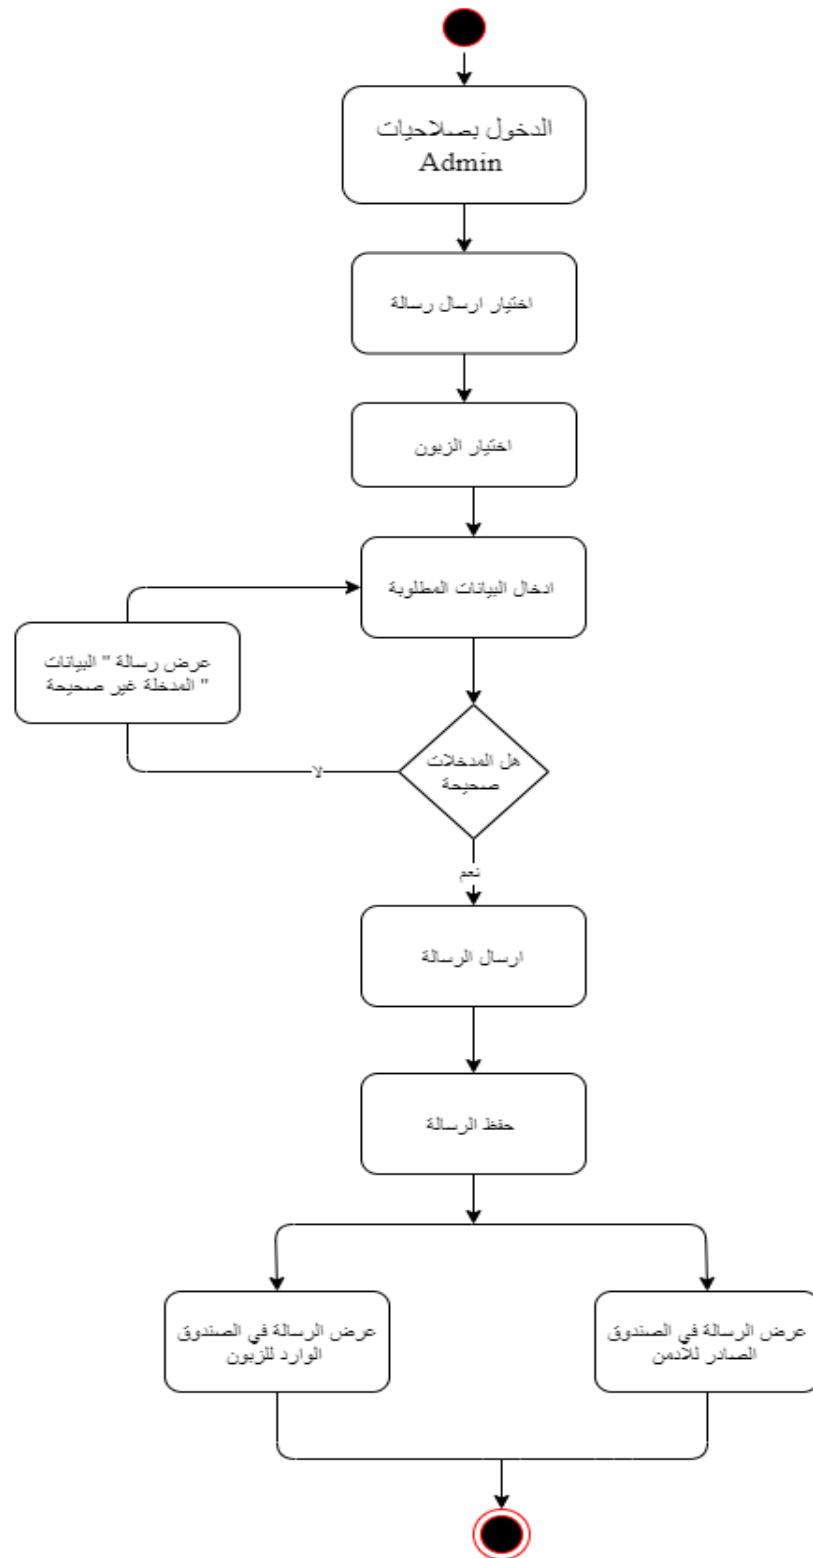 الدخول بصلاحيات
Admin
اختيار ارسال رسالة
اختيار الزبون
ادخال البيانات المطلوبة
عرض رسالة " البيانات
المدخلة غير صحيحة "
هل المدخلات
صحيحة
لا
نعم
ارسال الرسالة
حفظ الرسالة
عرض الرسالة في الصندوق
الصادر للأدمن
عرض الرسالة في الصندوق
الوارد للزبون